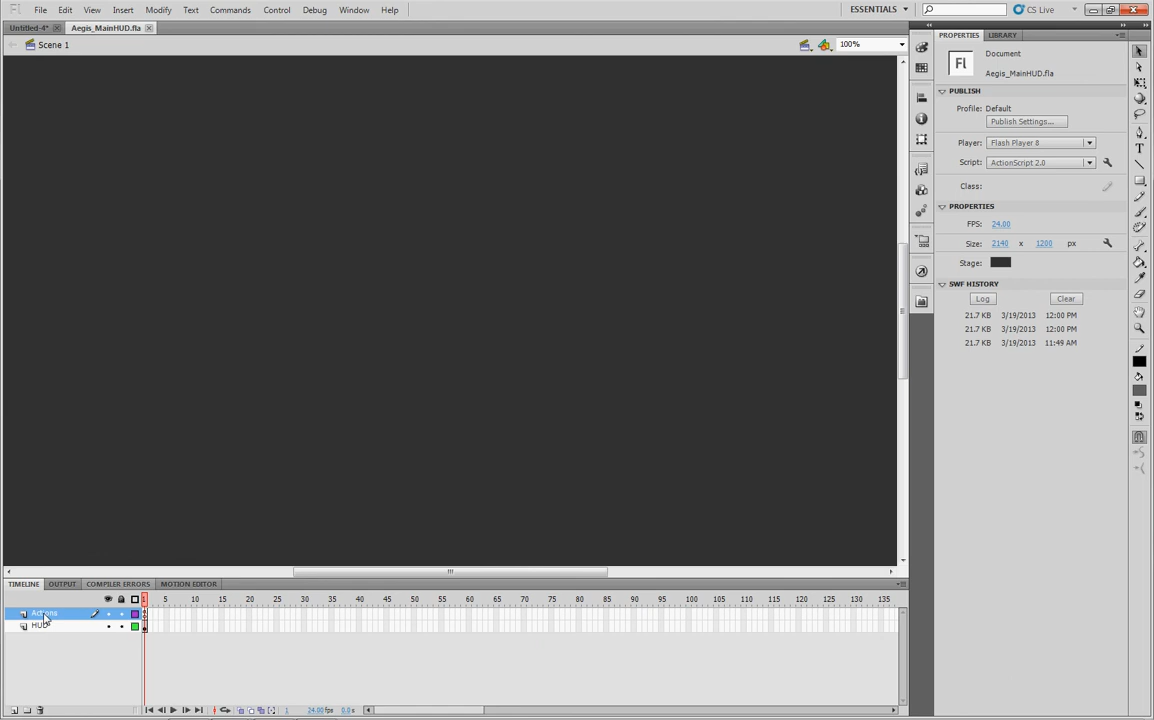 Fl File Edit View Insert Modify Text Commands Control Debug Window Help ESSENTIALS CS Live
Untitled-4* Aegis_MainHUD.fla
Scene 1 100%
PROPERTIES LIBRARY
Fl Document
Aegis_MainHUD.fla
PUBLISH
Profile: Default
Publish Settings...
Player: Flash Player 8
Script: ActionScript 2.0
Class:
PROPERTIES
FPS: 24.00
Size: 2140 x 1200 px
Stage:
SWF HISTORY
Log Clear
21.7 KB 3/19/2013 12:00 PM
21.7 KB 3/19/2013 12:00 PM
21.7 KB 3/19/2013 11:49 AM
TIMELINE OUTPUT COMPILER ERRORS MOTION EDITOR
1 5 10 15 20 25 30 35 40 45 50 55 60 65 70 75 80 85 90 95 100 105 110 115 120 125 130 135
Actions
HUD
1 24.00fps 0.0s